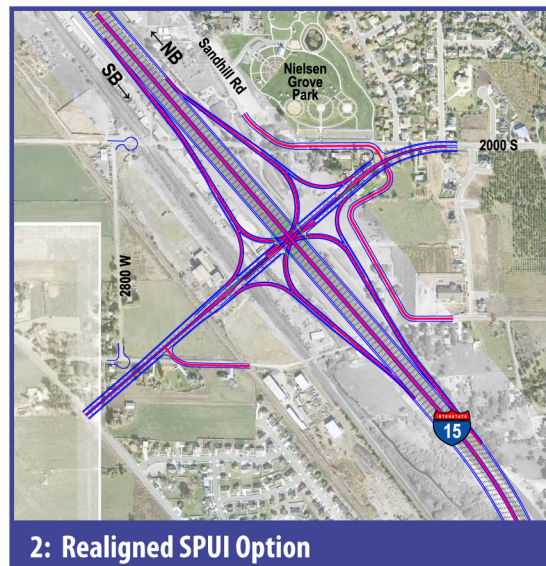 ←NB
SB→
Sandhill Rd
Nielsen
Grove
Park
2000 S
2800 W
INTERSTATE
15
2: Realigned SPUI Option